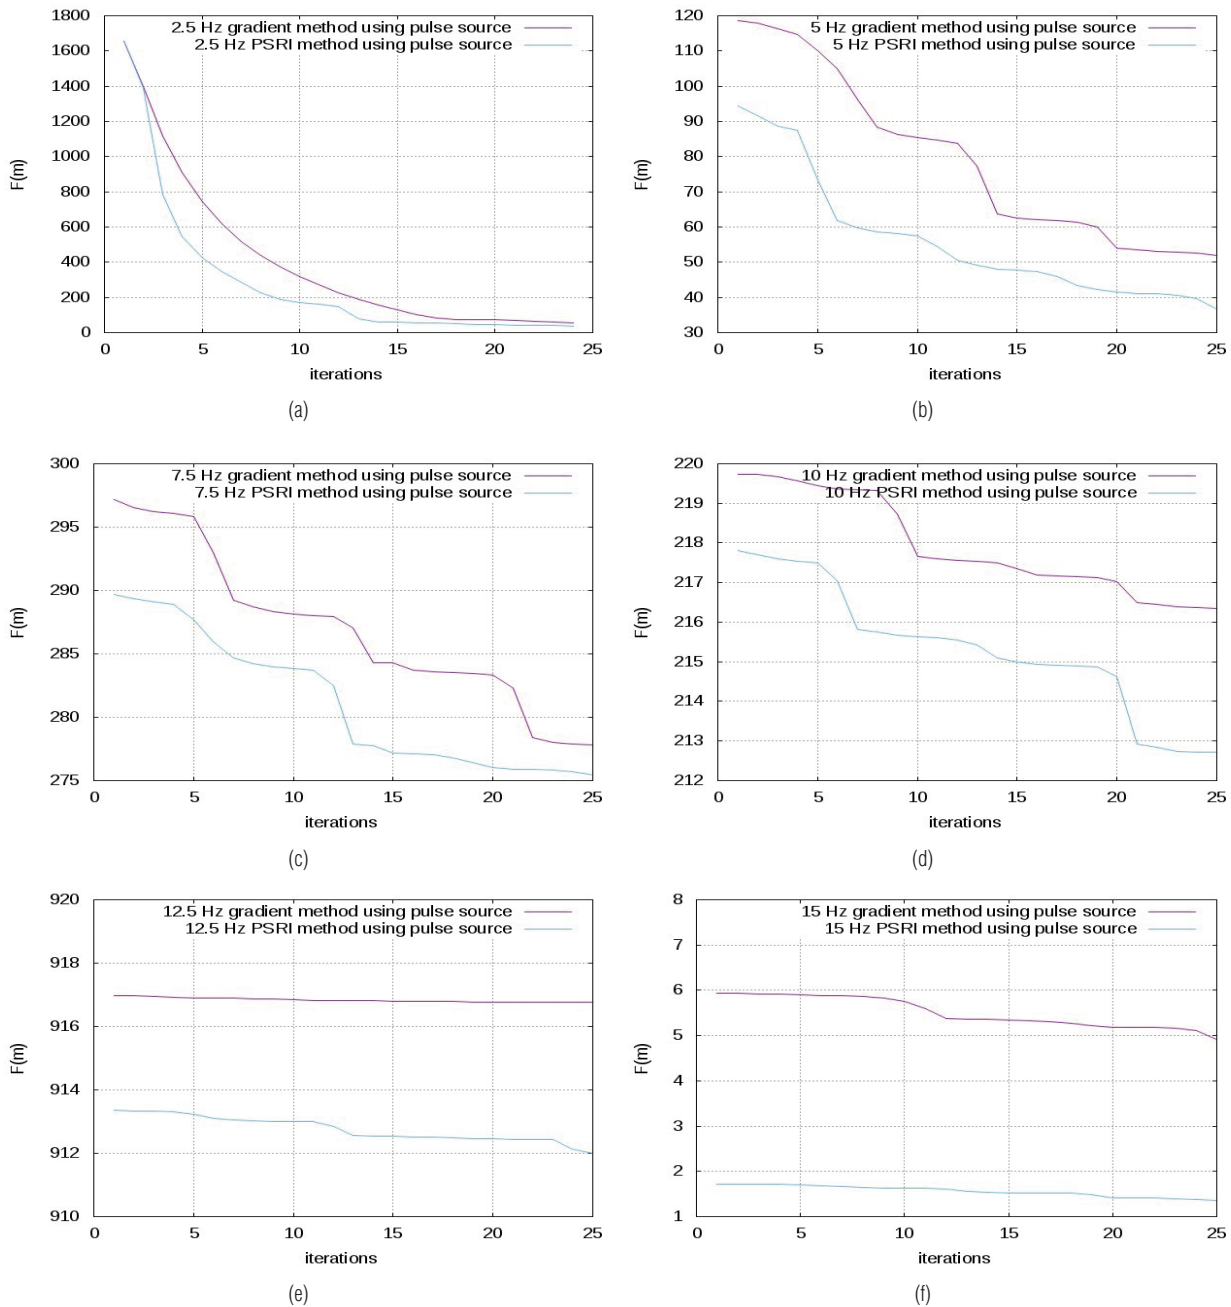 2.5 Hz gradient method using pulse source
2.5 Hz PSRI method using pulse source
1800
1600
1400
1200
1000
800
600
400
200
0
F(m)
0 5 10 15 20 25
iterations
(a)
5 Hz gradient method using pulse source
5 Hz PSRI method using pulse source
120
110
100
90
80
70
60
50
40
30
F(m)
0 5 10 15 20 25
iterations
(b)
7.5 Hz gradient method using pulse source
7.5 Hz PSRI method using pulse source
300
295
290
285
280
275
F(m)
0 5 10 15 20 25
iterations
(c)
10 Hz gradient method using pulse source
10 Hz PSRI method using pulse source
220
219
218
217
216
215
214
213
212
F(m)
0 5 10 15 20 25
iterations
(d)
12.5 Hz gradient method using pulse source
12.5 Hz PSRI method using pulse source
920
918
916
914
912
910
F(m)
0 5 10 15 20 25
iterations
(e)
15 Hz gradient method using pulse source
15 Hz PSRI method using pulse source
8
7
6
5
4
3
2
1
F(m)
0 5 10 15 20 25
iterations
(f)